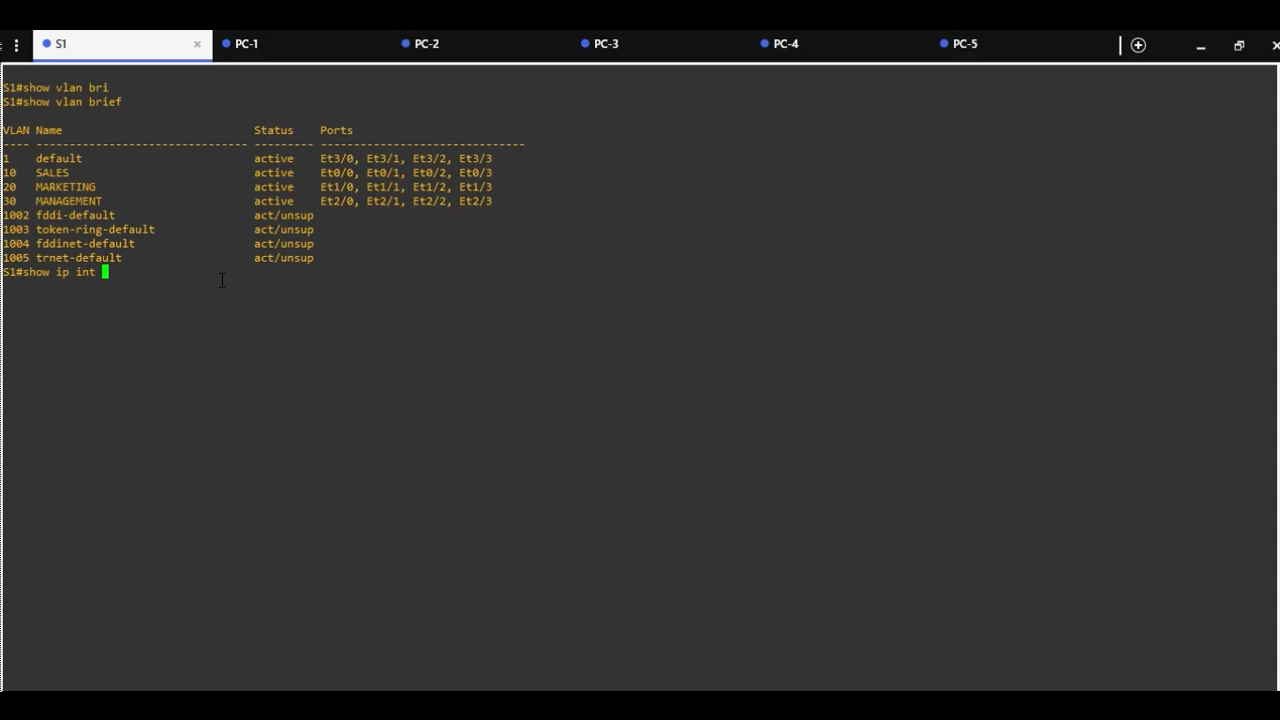 S1 × PC-1 PC-2 PC-3 PC-4 PC-5
S1#show vlan bri
S1#show vlan brief
VLAN Name                             Status    Ports
---- -------------------------------- --------- -------------------------------
1    default                          active    Et3/0, Et3/1, Et3/2, Et3/3
10   SALES                            active    Et0/0, Et0/1, Et0/2, Et0/3
20   MARKETING                        active    Et1/0, Et1/1, Et1/2, Et1/3
30   MANAGEMENT                       active    Et2/0, Et2/1, Et2/2, Et2/3
1002 fddi-default                     act/unsup
1003 token-ring-default               act/unsup
1004 fddinet-default                  act/unsup
1005 trnet-default                    act/unsup
S1#show ip int